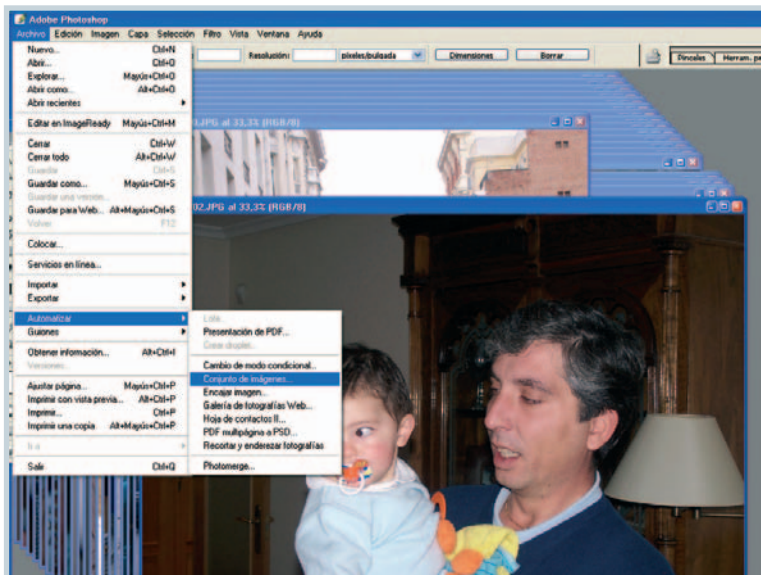 Adobe Photoshop
Archivo Edición Imagen Capa Selección Filtro Vista Ventana Ayuda
Resolución: píxeles/pulgada Dimensiones Borrar Pinceles Herram. pe
Nuevo... Ctrl+N
Abrir... Ctrl+O
Explorar... Mayús+Ctrl+O
Abrir como... Alt+Ctrl+O
Abrir recientes
Editar en ImageReady Mayús+Ctrl+M
Cerrar Ctrl+W
Cerrar todo Alt+Ctrl+W
Guardar Ctrl+S
Guardar como... Mayús+Ctrl+S
Guardar una versión...
Guardar para Web... Alt+Mayús+Ctrl+S
Volver F12
Colocar...
Servicios en línea...
Importar
Exportar
Automatizar
Guiones
Obtener información... Alt+Ctrl+I
Versiones...
Ajustar página... Mayús+Ctrl+P
Imprimir con vista previa... Alt+Ctrl+P
Imprimir... Ctrl+P
Imprimir una copia Alt+Mayús+Ctrl+P
Ir a
Salir Ctrl+Q
Lote...
Presentación de PDF...
Crear droplet...
Cambio de modo condicional...
Conjunto de imágenes...
Encajar imagen...
Galería de fotografías Web...
Hoja de contactos II...
PDF multipágina a PSD...
Recortar y enderezar fotografías
Photomerge...
.JPG al 33,3% (RGB/8)
02.JPG al 33,3% (RGB/8)